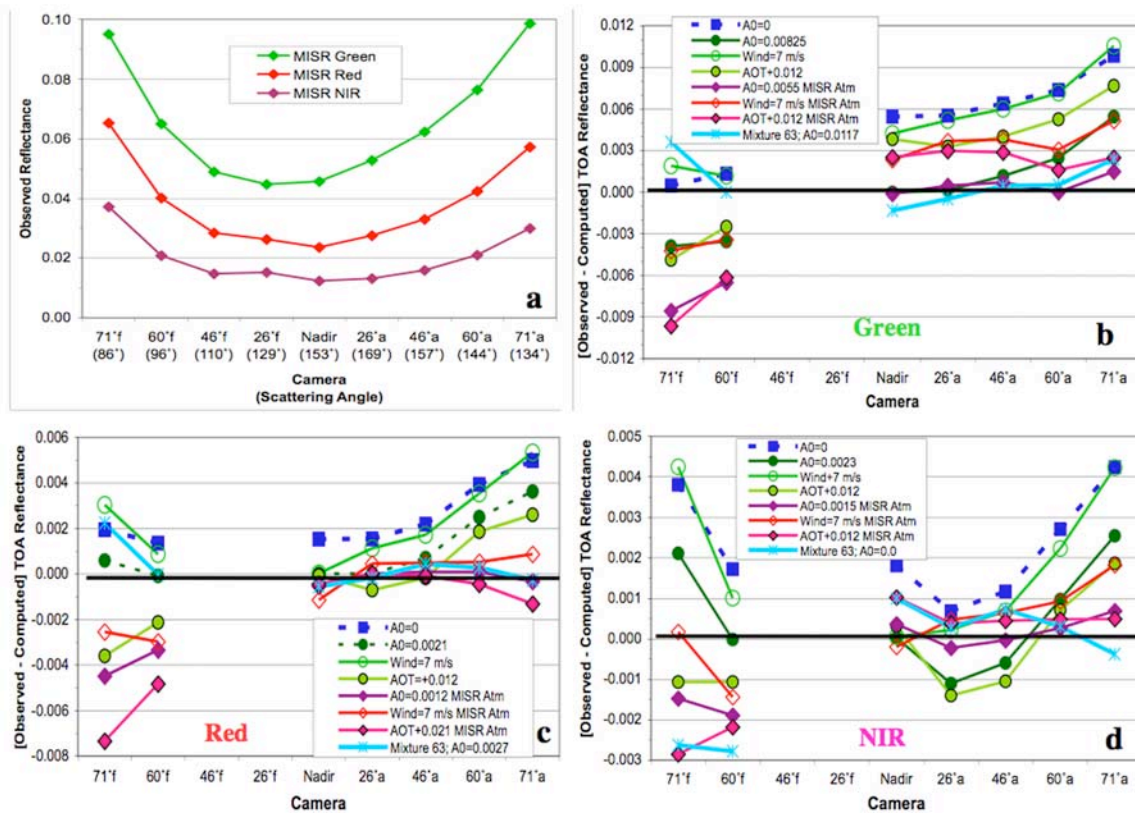 a
Observed Reflectance
0.10
0.08
0.06
0.04
0.02
0.00
MISR Green
MISR Red
MISR NIR
71˚f 60˚f 46˚f 26˚f Nadir 26˚a 46˚a 60˚a 71˚a
(86˚) (96˚) (110˚) (129˚) (153˚) (169˚) (157˚) (144˚) (134˚)
Camera
(Scattering Angle)
b
[Observed - Computed] TOA Reflectance
0.012
0.009
0.006
0.003
0.000
-0.003
-0.006
-0.009
-0.012
A0=0
A0=0.00825
Wind=7 m/s
AOT+0.012
A0=0.0055 MISR Atm
Wind=7 m/s MISR Atm
AOT+0.012 MISR Atm
Mixture 63; A0=0.0117
Green
71˚f 60˚f 46˚f 26˚f Nadir 26˚a 46˚a 60˚a 71˚a
Camera
[Observed - Computed] TOA Reflectance
0.006
0.004
0.002
0.000
-0.002
-0.004
-0.006
-0.008
A0=0
A0=0.0021
Wind=7 m/s
AOT=+0.012
A0=0.0012 MISR Atm
Wind=7 m/s MISR Atm
AOT+0.021 MISR Atm
Mixture 63; A0=0.0027
Red
c
71˚f 60˚f 46˚f 26˚f Nadir 26˚a 46˚a 60˚a 71˚a
Camera
[Observed - Computed] TOA Reflectance
0.005
0.004
0.003
0.002
0.001
0.000
-0.001
-0.002
-0.003
A0=0
A0=0.0023
Wind+7 m/s
AOT+0.012
A0=0.0015 MISR Atm
Wind=7 m/s MISR Atm
AOT+0.012 MISR Atm
Mixture 63; A0=0.0
NIR
d
71˚f 60˚f 46˚f 26˚f Nadir 26˚a 46˚a 60˚a 71˚a
Camera